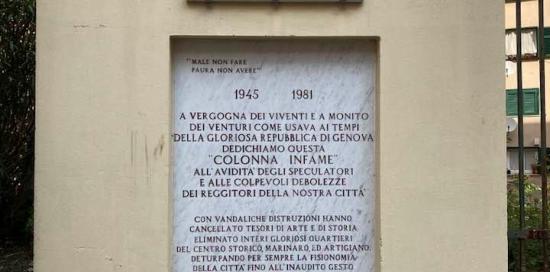 "MALE NON FARE
PAURA NON AVERE"
1945 1981
A VERGOGNA DEI VIVENTI E A MONITO
DEI VENTURI COME USAVA AI TEMPI
DELLA GLORIOSA REPUBBLICA DI GENOVA
DEDICHIAMO QUESTA
"COLONNA INFAME"
ALL'AVIDITÀ DEGLI SPECULATORI
E ALLE COLPEVOLI DEBOLEZZE
DEI REGGITORI DELLA NOSTRA CITTÀ
CON VANDALICHE DISTRUZIONI HANNO
CANCELLATO TESORI DI ARTE E DI STORIA
ELIMINATO INTERI GLORIOSI QUARTIERI
DEL CENTRO STORICO, MARINARO, ED ARTIGIANO,
DETURPANDO PER SEMPRE LA FISIONOMIA
DELLA CITTÀ FINO ALL'INAUDITO GESTO